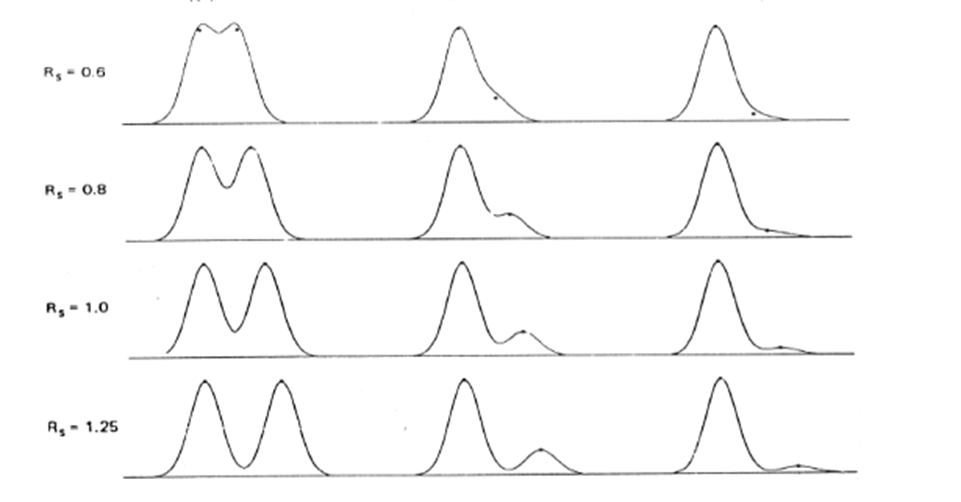 Rs = 0.6
Rs = 0.8
Rs = 1.0
Rs = 1.25